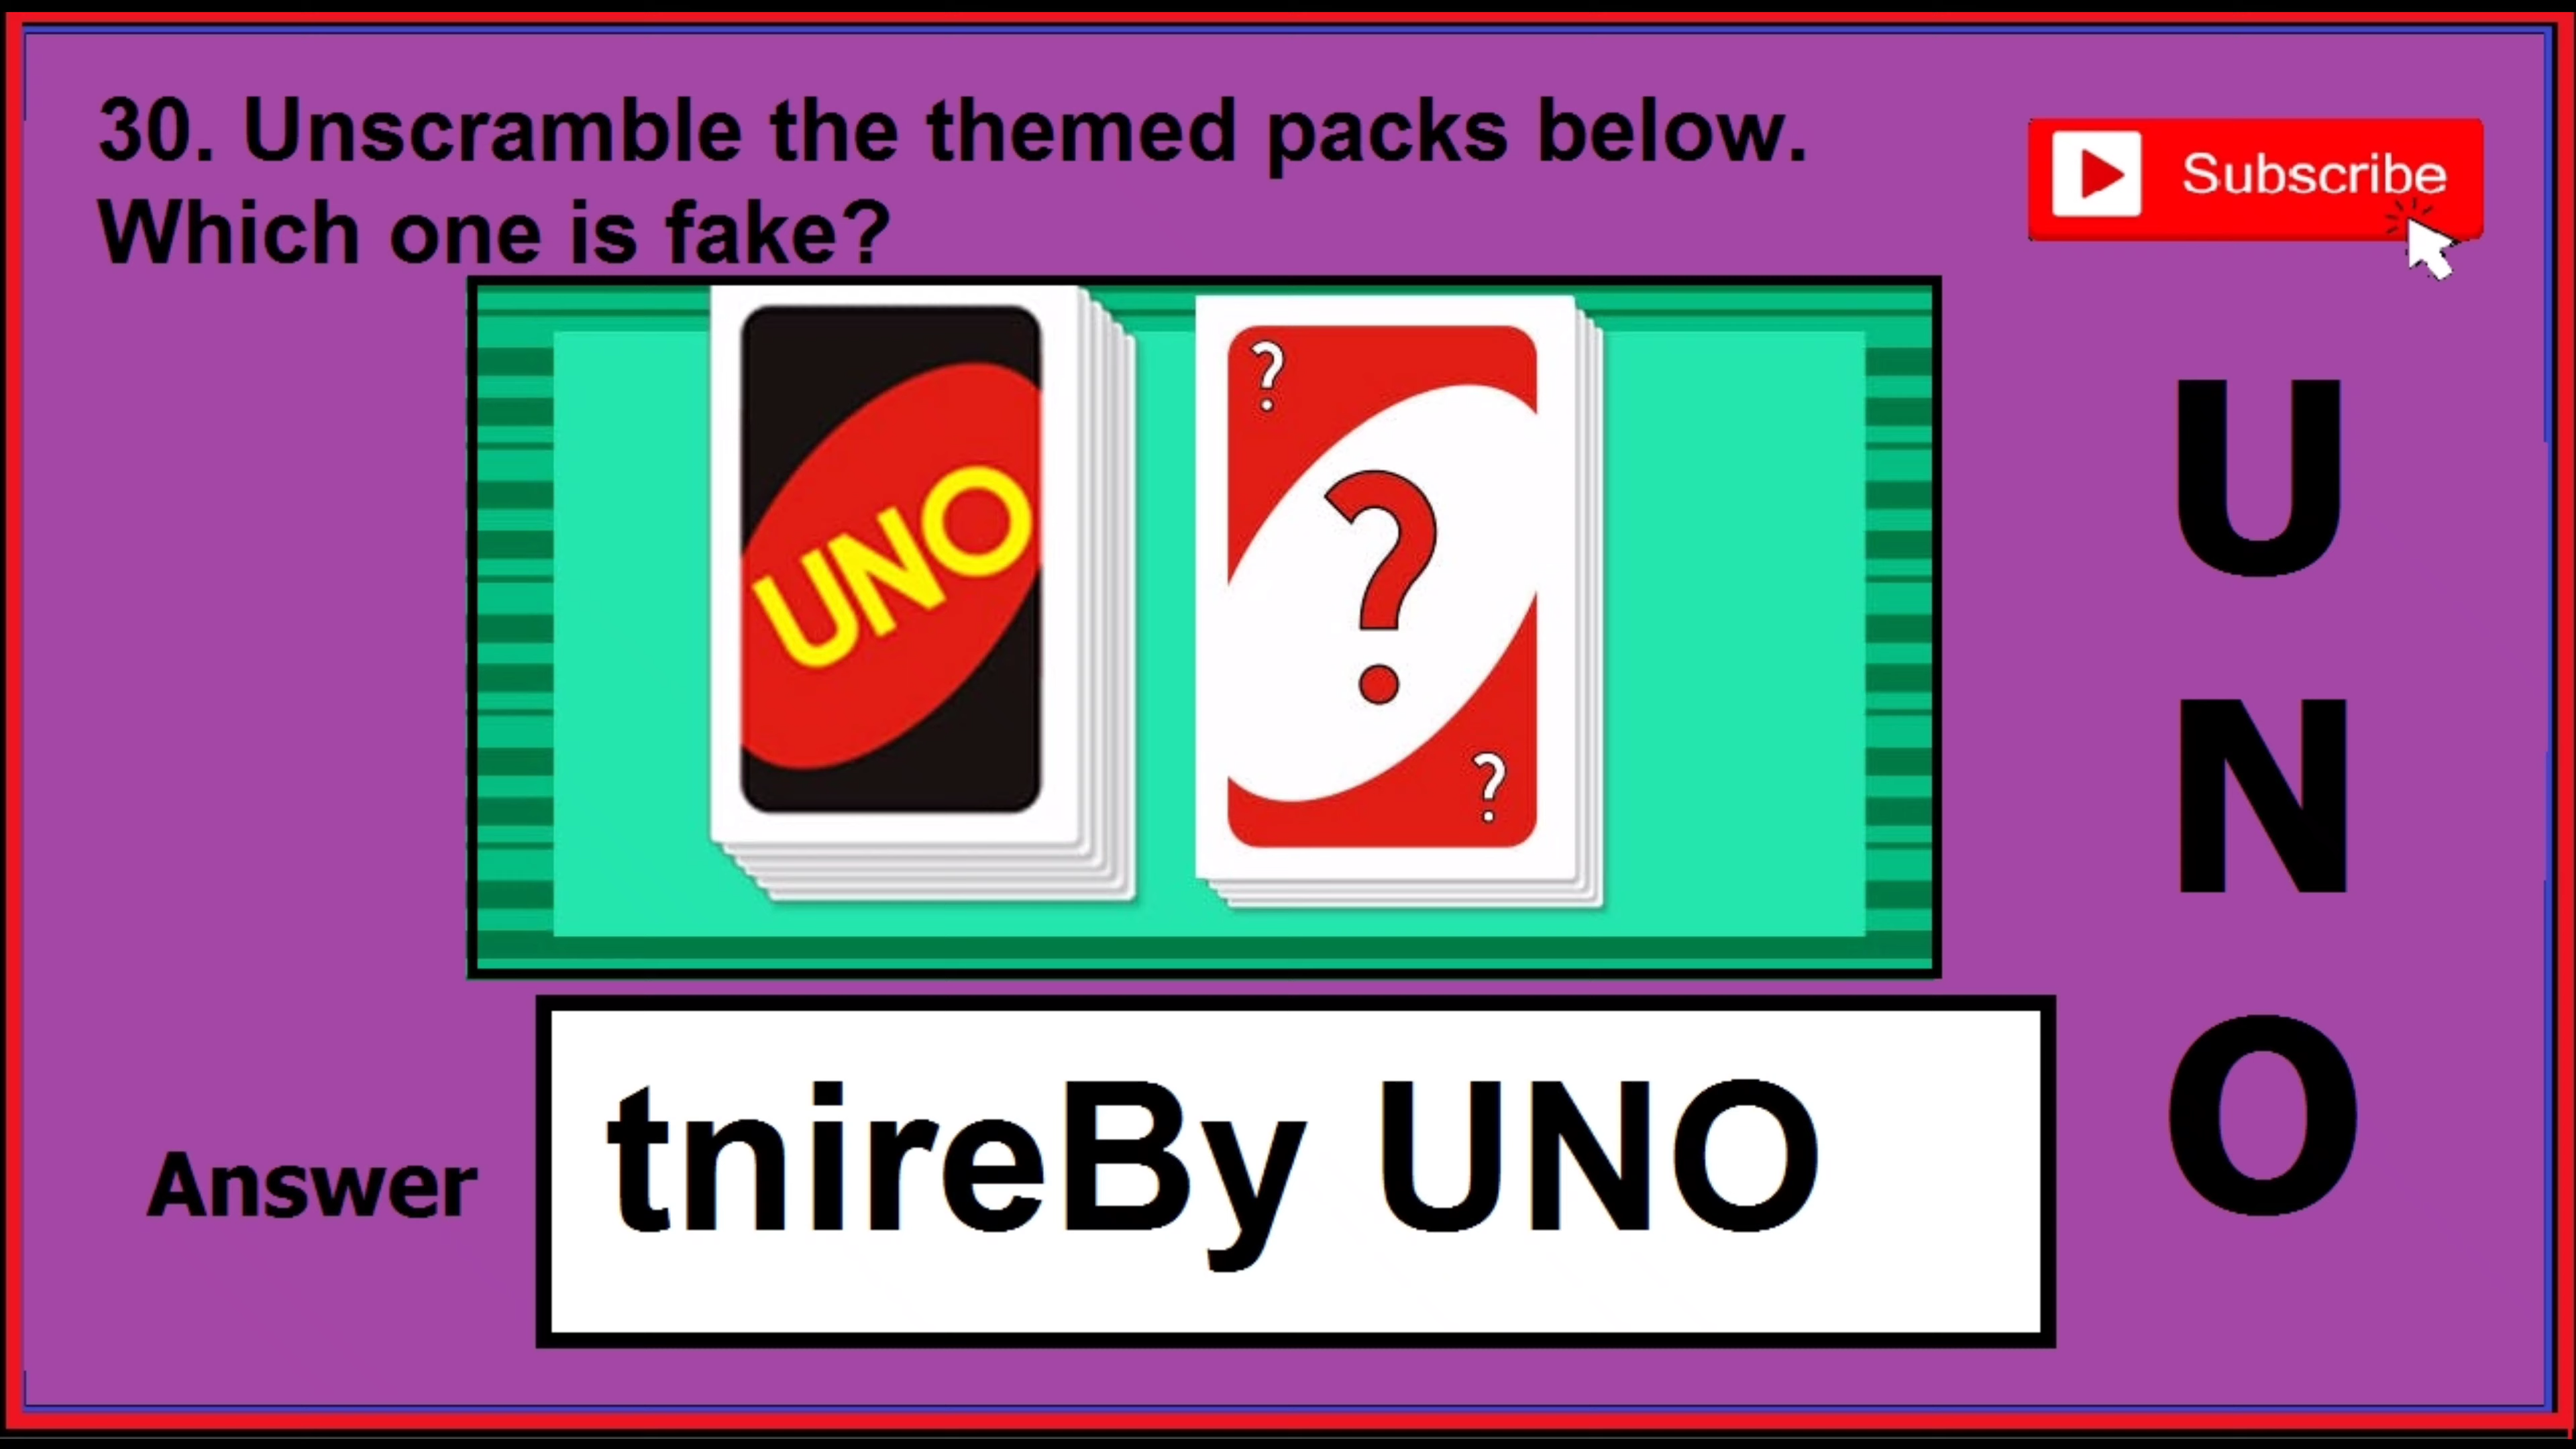 30. Unscramble the themed packs below.
Which one is fake?
Subscribe
UNO
?
?
?
U
N
O
Answer
tnireBy UNO